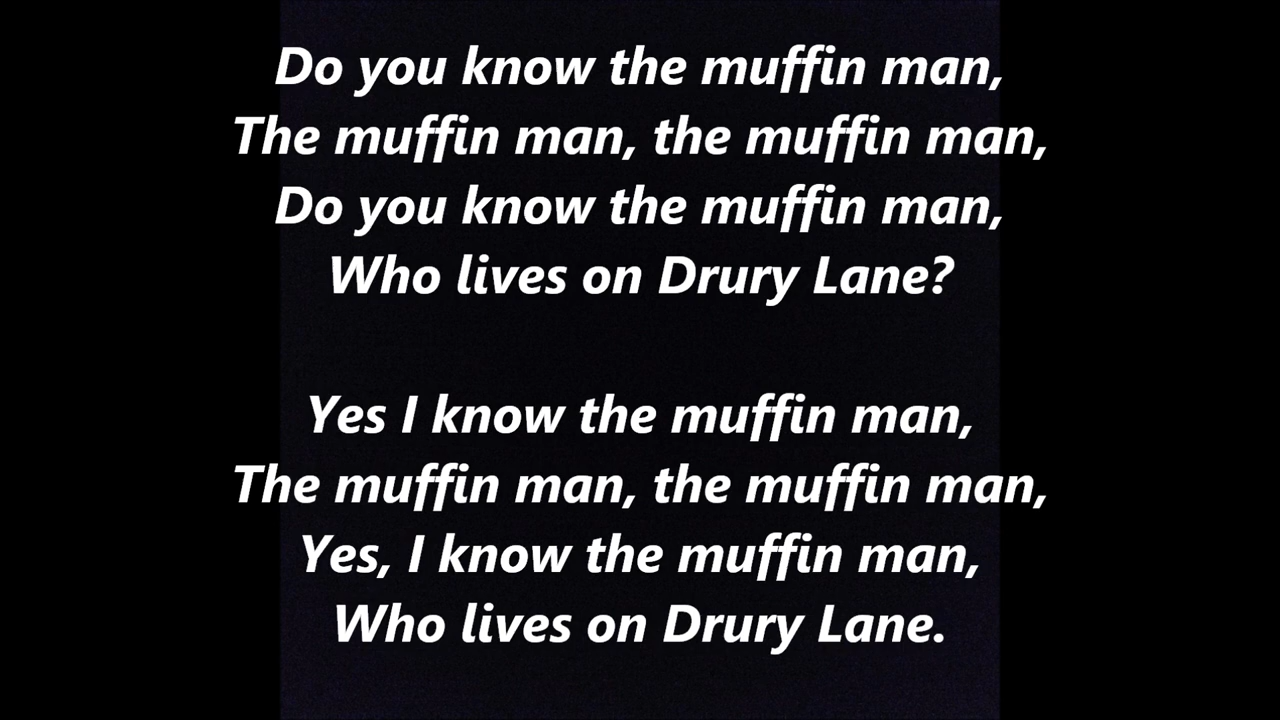 Do you know the muffin man,
The muffin man, the muffin man,
Do you know the muffin man,
Who lives on Drury Lane?
Yes I know the muffin man,
The muffin man, the muffin man,
Yes, I know the muffin man,
Who lives on Drury Lane.